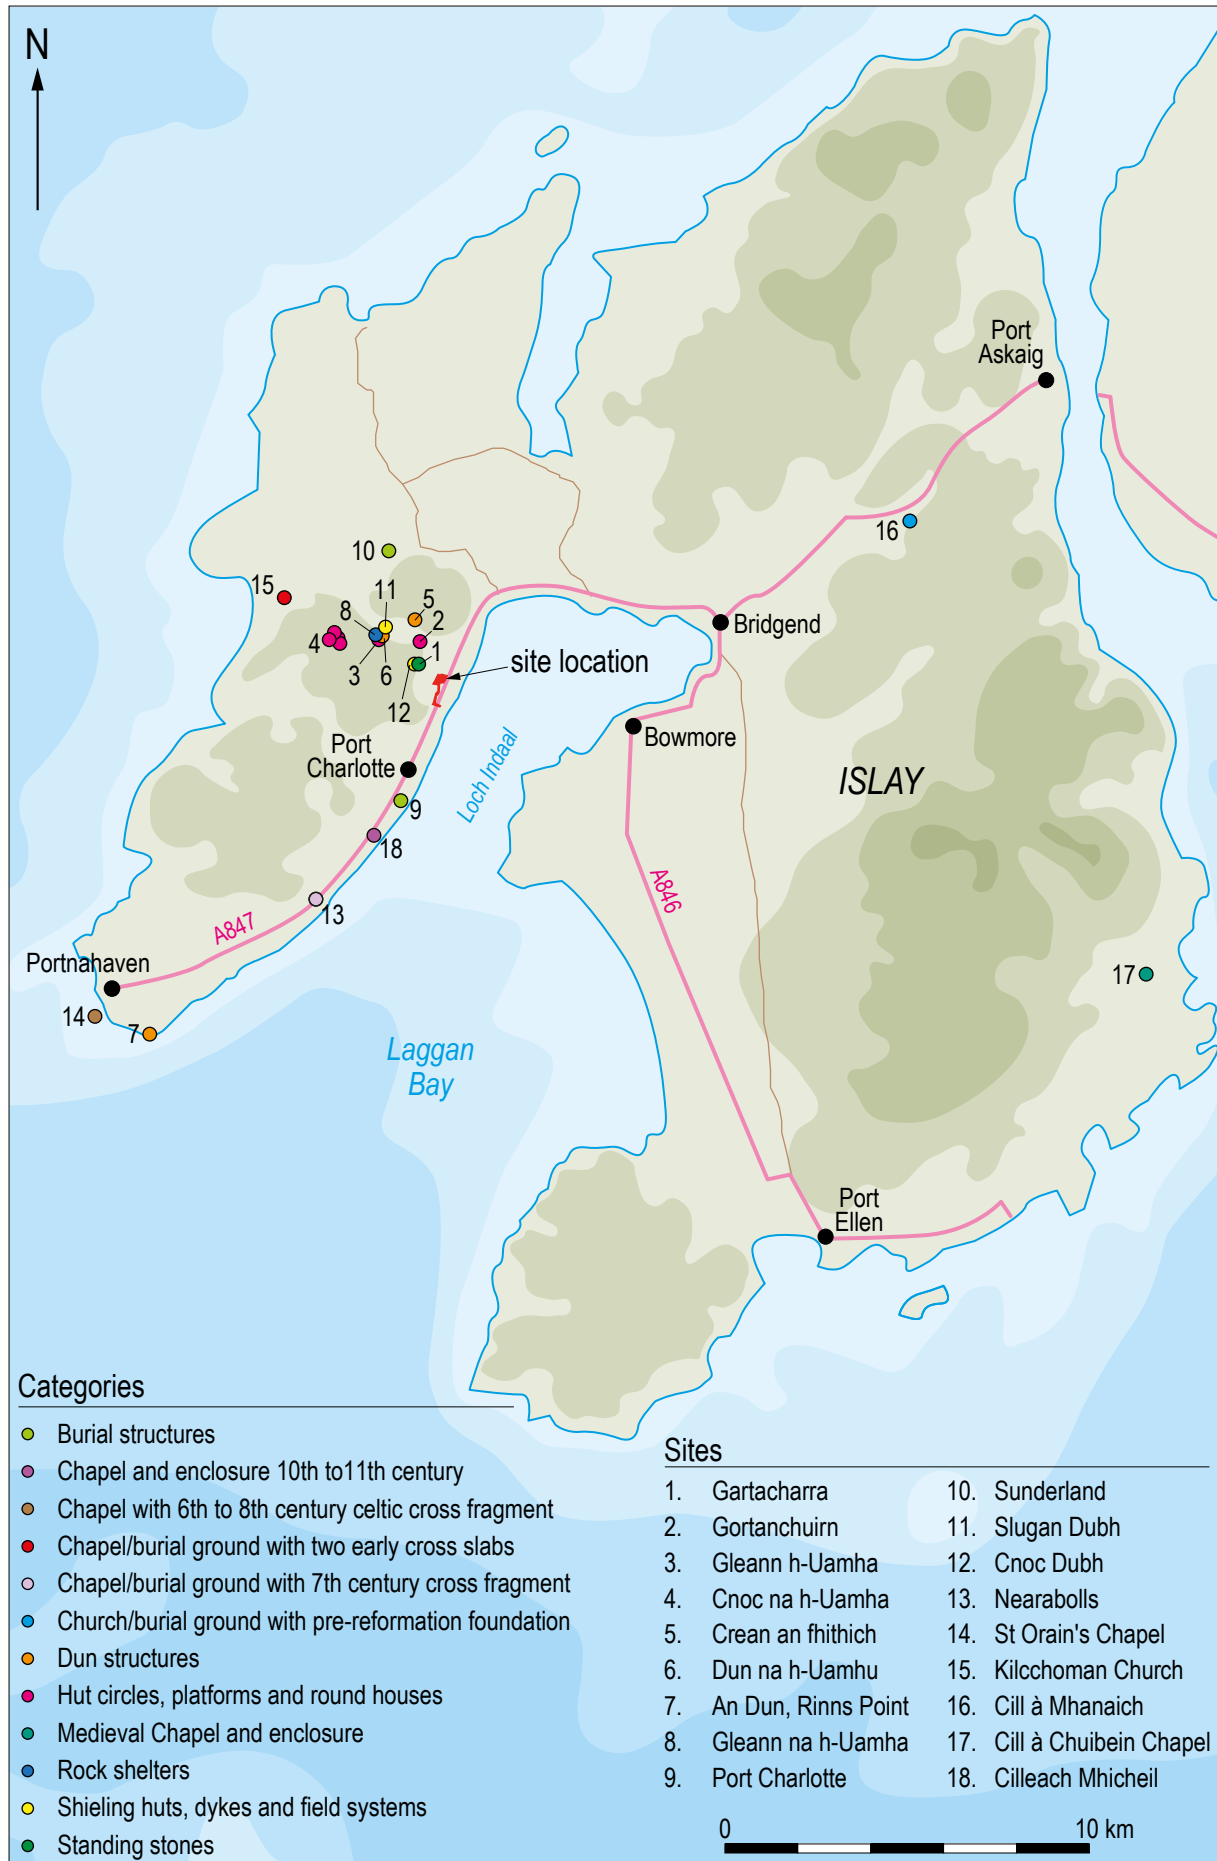 N
Port
Askaig
16
10
15
11
5
8
2
4
1
3
6
12
site location
Bridgend
Bowmore
Port
Charlotte
Loch Indaal
ISLAY
9
18
A846
13
A847
Portnahaven
14
7
17
Laggan
Bay
Port
Ellen
Categories
Burial structures
Chapel and enclosure 10th to11th century
Chapel with 6th to 8th century celtic cross fragment
Chapel/burial ground with two early cross slabs
Chapel/burial ground with 7th century cross fragment
Church/burial ground with pre-reformation foundation
Dun structures
Hut circles, platforms and round houses
Medieval Chapel and enclosure
Rock shelters
Shieling huts, dykes and field systems
Standing stones
Sites
1. Gartacharra
2. Gortanchuirn
3. Gleann h-Uamha
4. Cnoc na h-Uamha
5. Crean an fhithich
6. Dun na h-Uamhu
7. An Dun, Rinns Point
8. Gleann na h-Uamha
9. Port Charlotte
10. Sunderland
11. Slugan Dubh
12. Cnoc Dubh
13. Nearabolls
14. St Orain's Chapel
15. Kilcchoman Church
16. Cill à Mhanaich
17. Cill à Chuibein Chapel
18. Cilleach Mhicheil
0 10 km